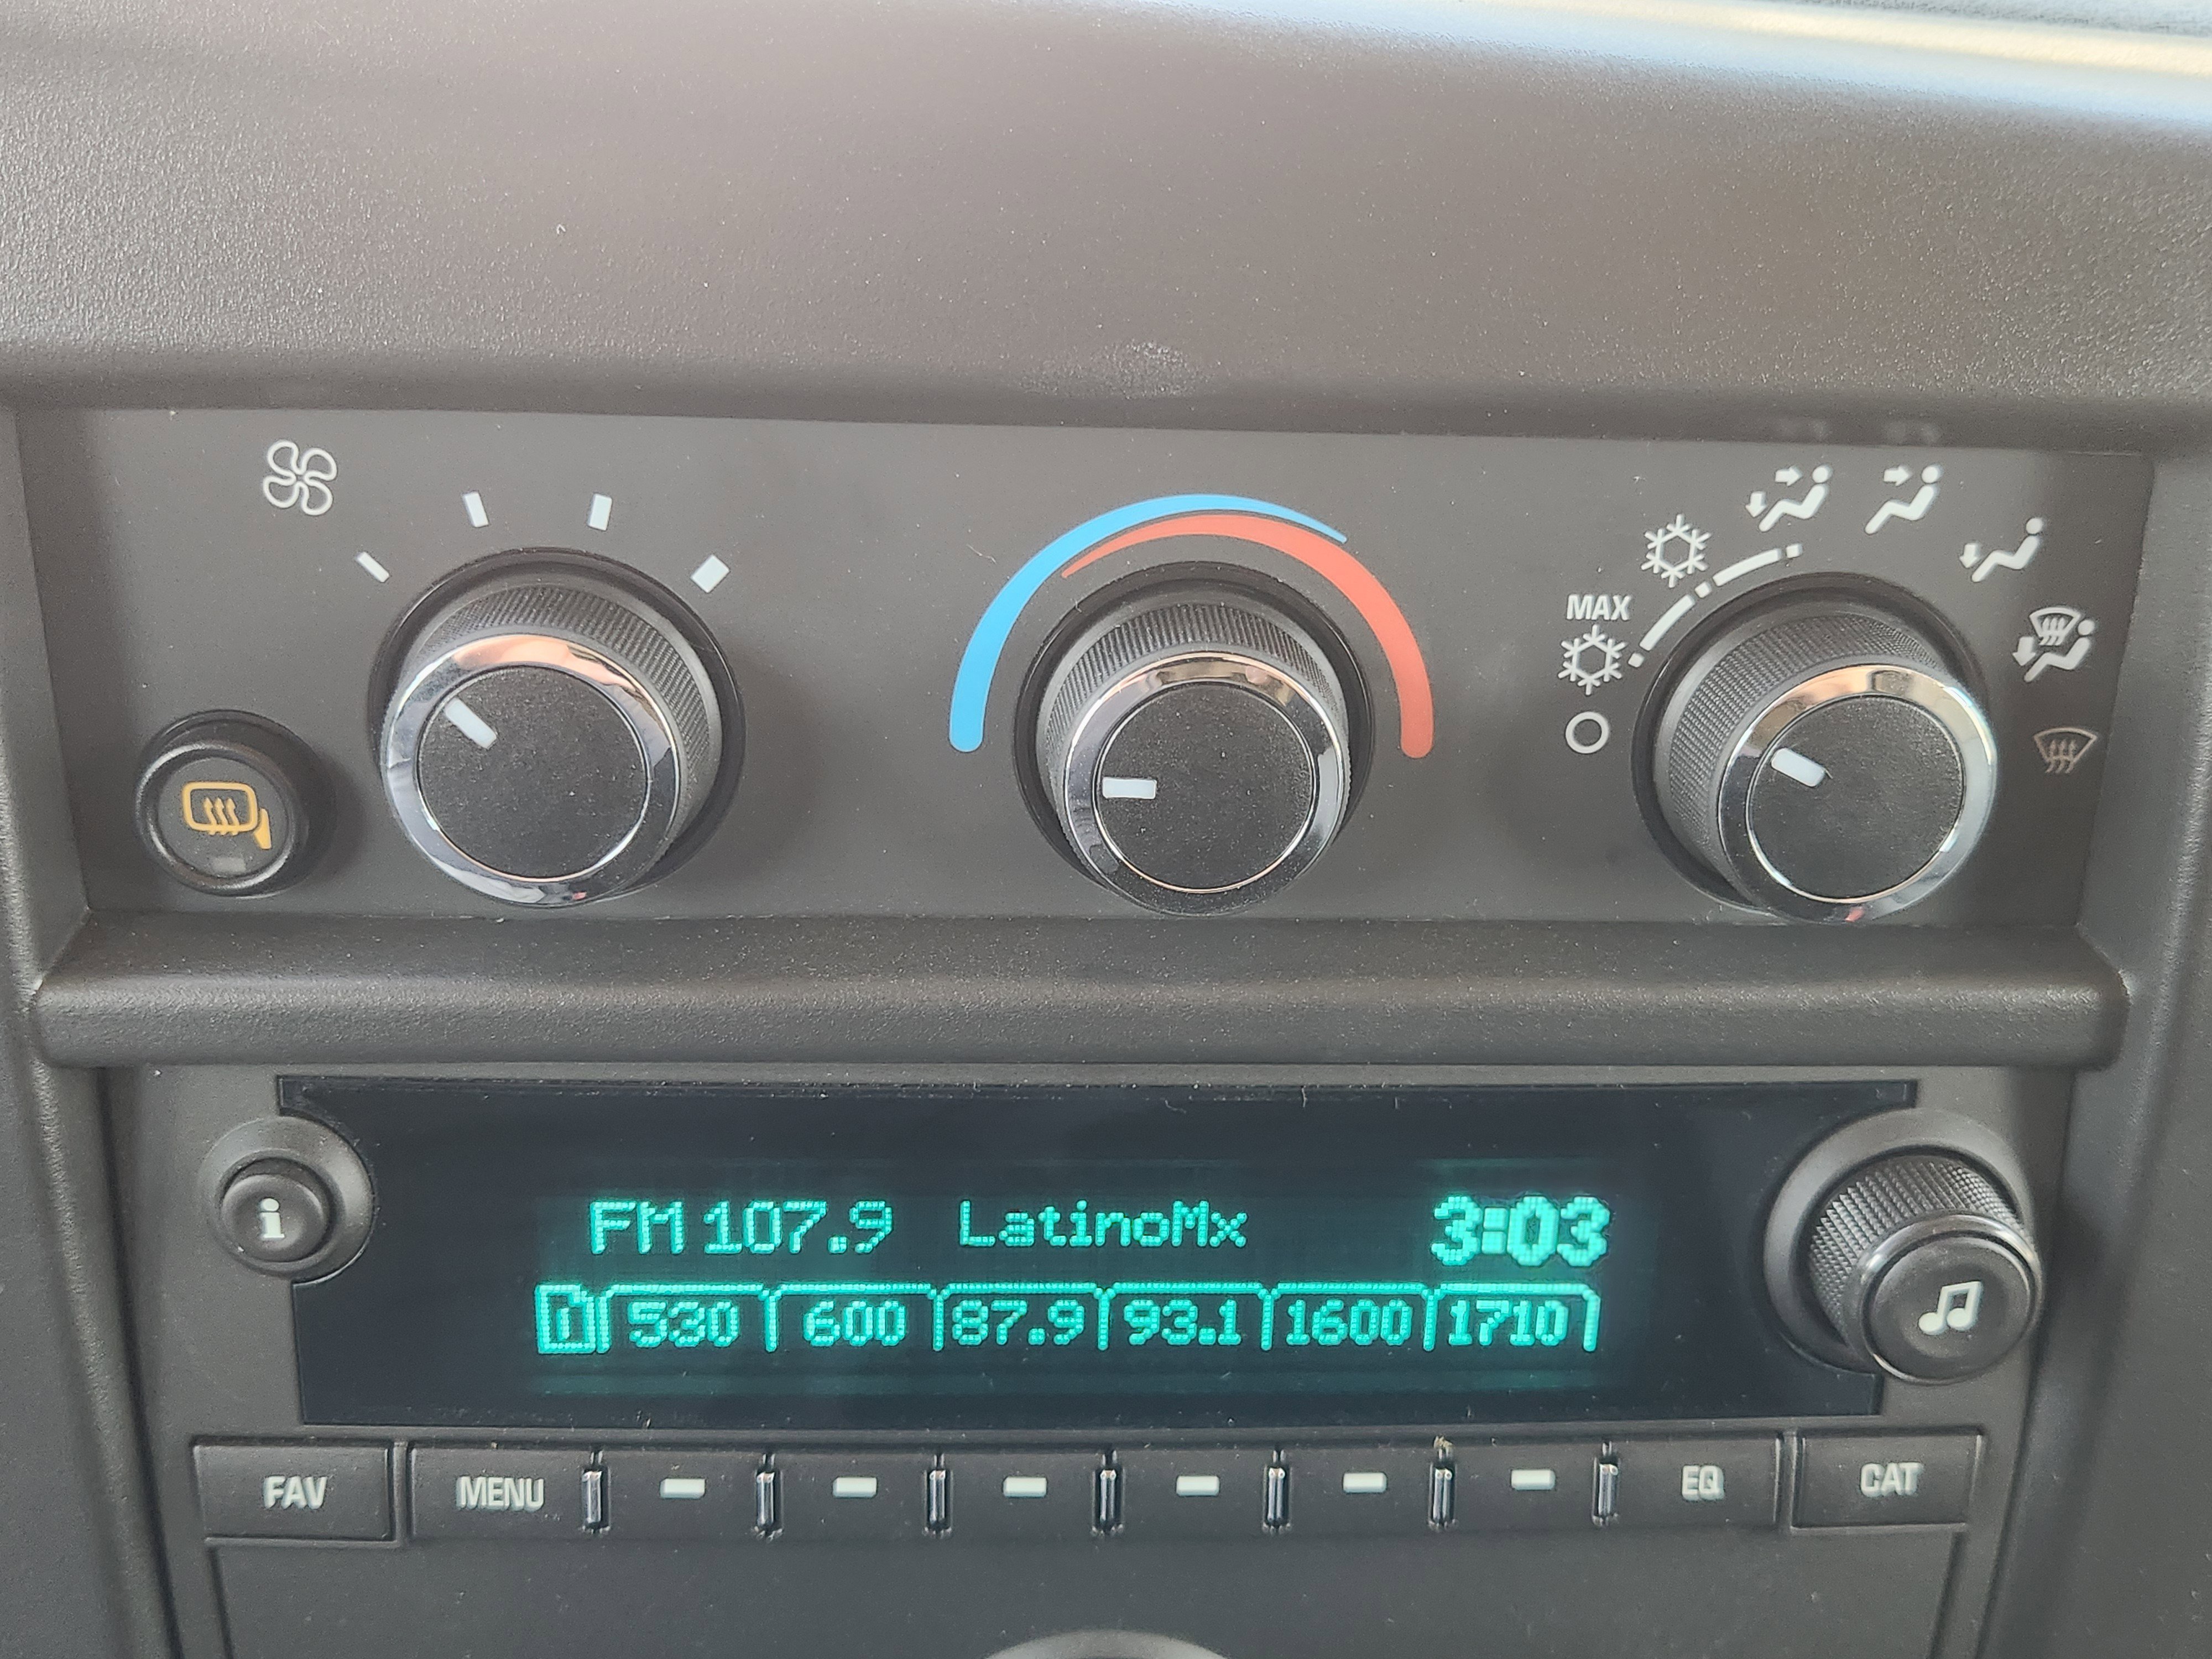 MAX
i
FM 107.9 LatinoMx 3:03
1 530 600 87.9 93.1 1600 1710
FAV MENU EQ CAT